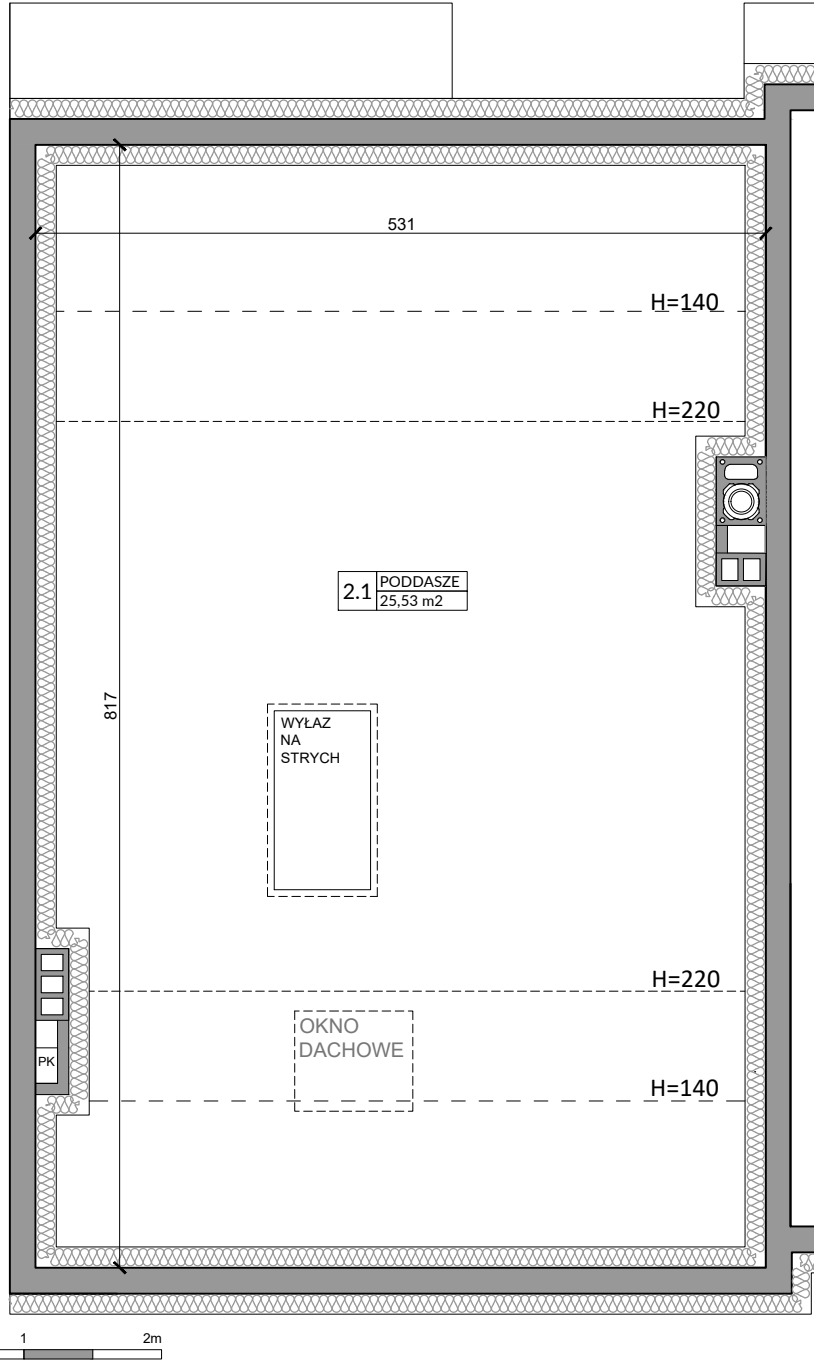 531
H=140
H=220
2.1
PODDASZE
25,53 m2
817
WYŁAZ
NA
STRYCH
H=220
OKNO
DACHOWE
PK
H=140
1
2m